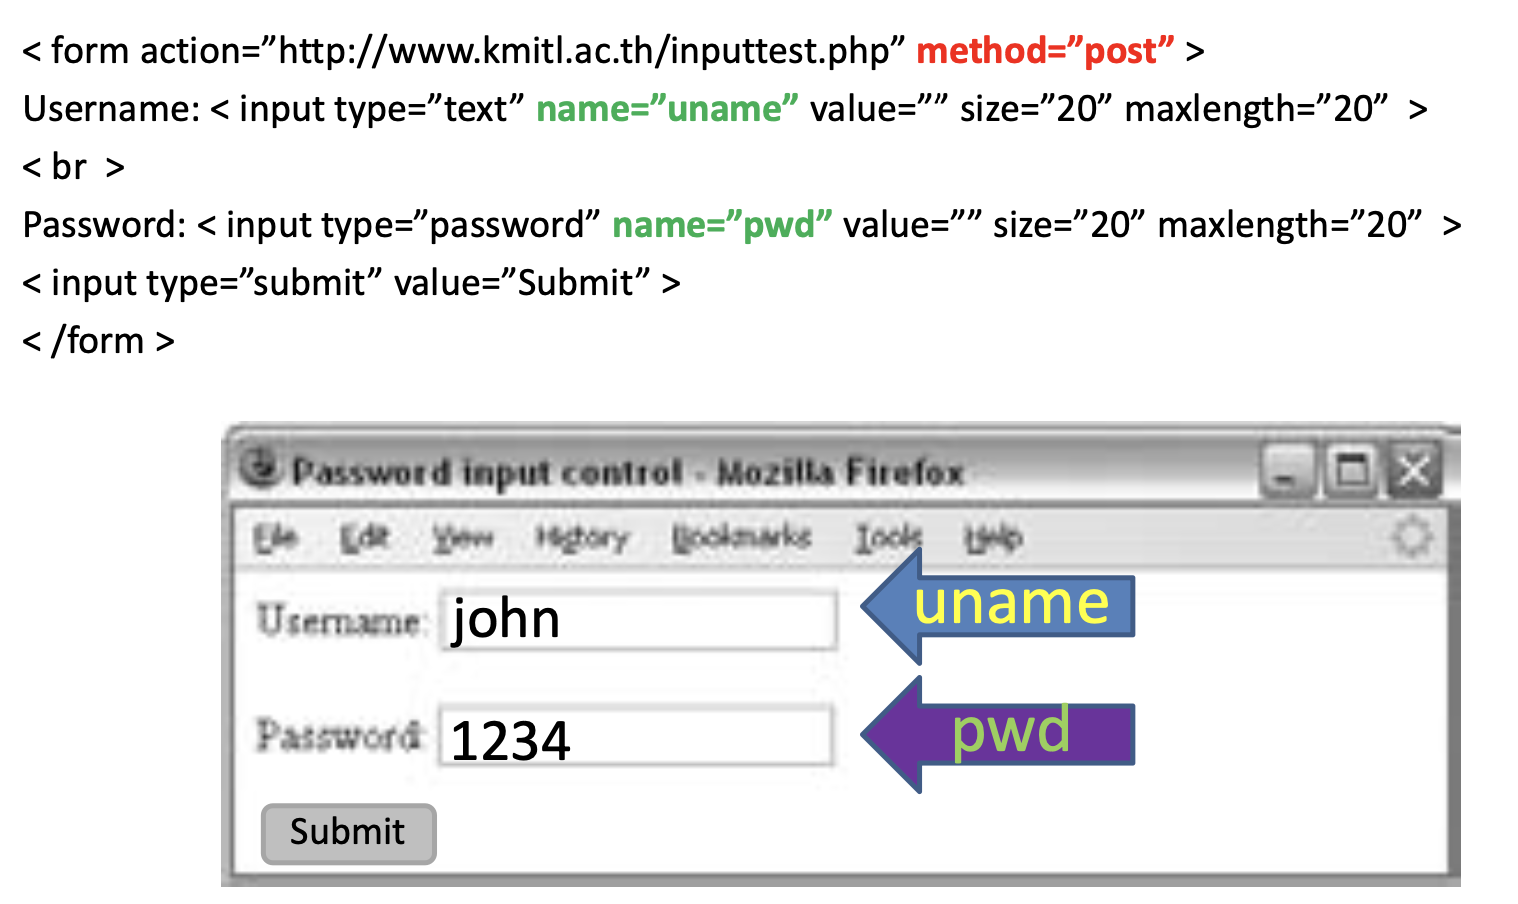 < form action=”http://www.kmitl.ac.th/inputtest.php” method=”post” >
Username: < input type=”text” name=”uname” value=”” size=”20” maxlength=”20” >
< br >
Password: < input type=”password” name=”pwd” value=”” size=”20” maxlength=”20” >
< input type=”submit” value=”Submit” >
< /form >
Password input control - Mozilla Firefox
File Edit View History Bookmarks Tools Help
Username: john uname
Password: 1234 pwd
Submit